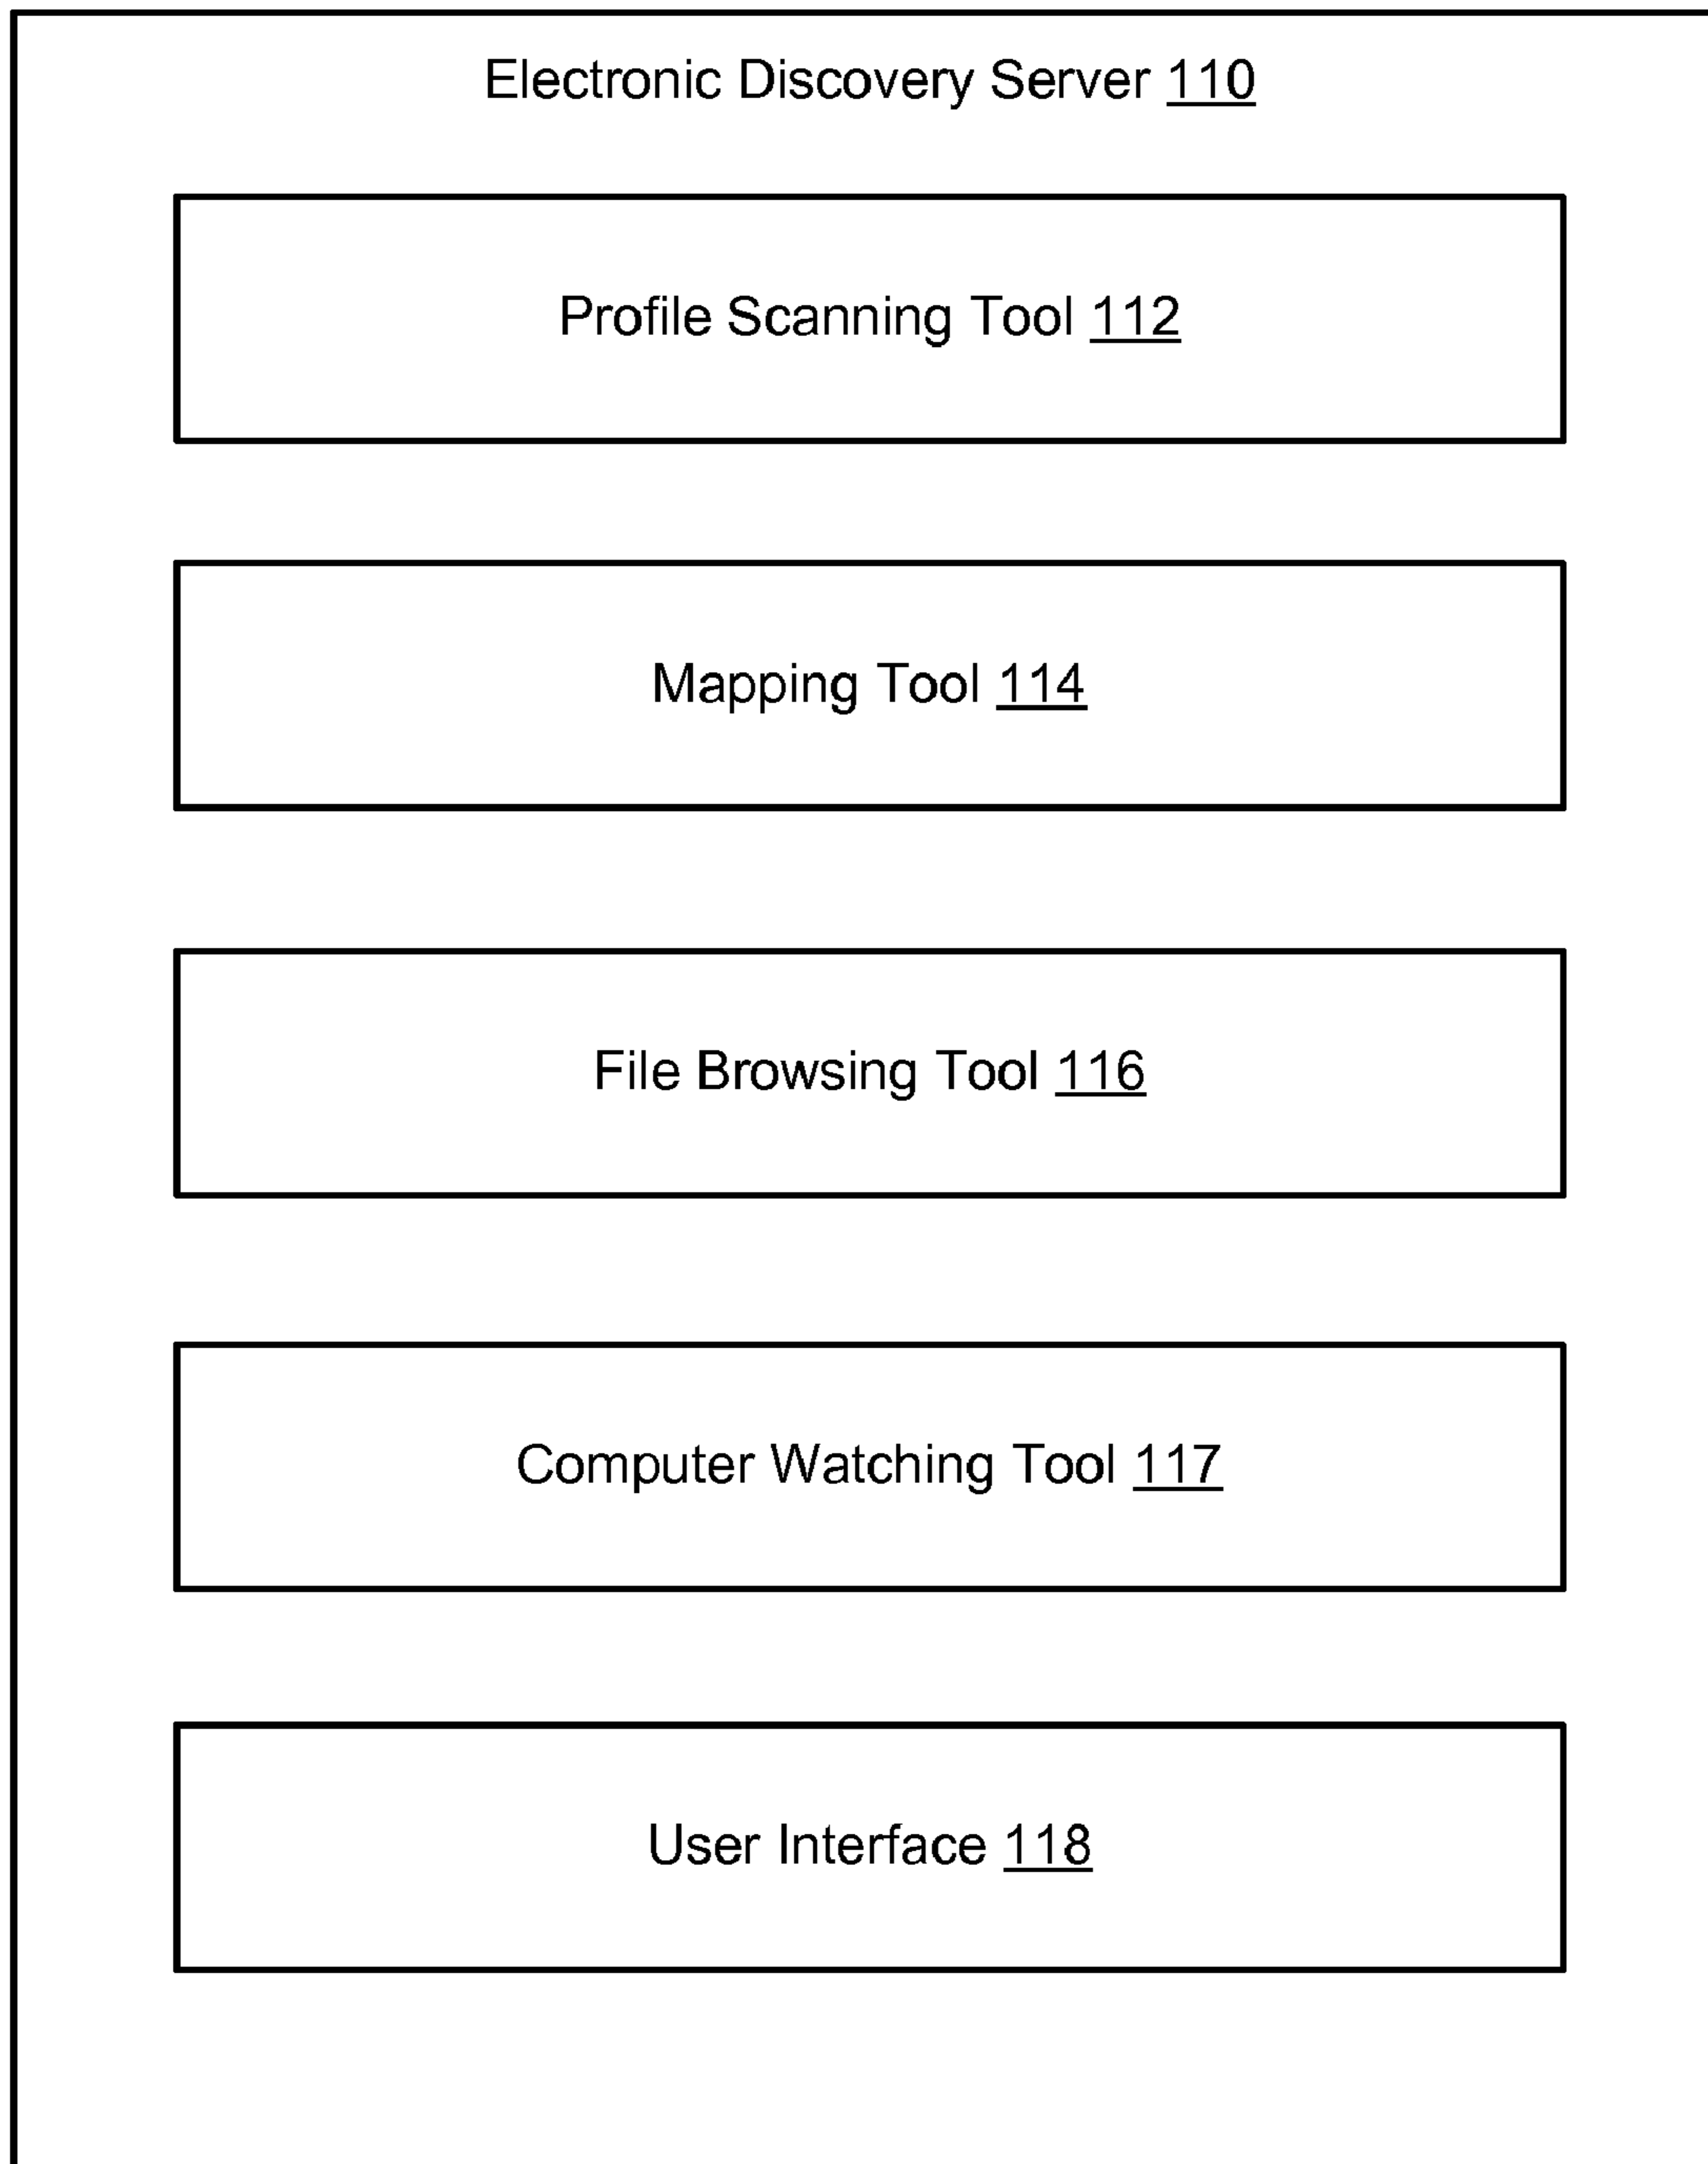 Electronic Discovery Server 110
Profile Scanning Tool 112
Mapping Tool 114
File Browsing Tool 116
Computer Watching Tool 117
User Interface 118